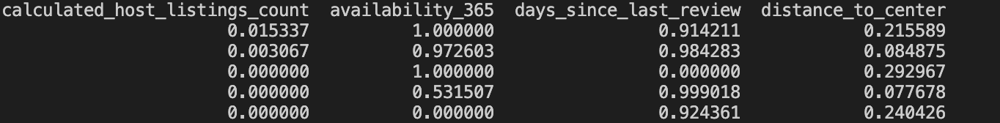 calculated_host_listings_count  availability_365  days_since_last_review  distance_to_center
0.015337  1.000000  0.914211  0.215589
0.003067  0.972603  0.984283  0.084875
0.000000  1.000000  0.000000  0.292967
0.000000  0.531507  0.999018  0.077678
0.000000  0.000000  0.924361  0.240426